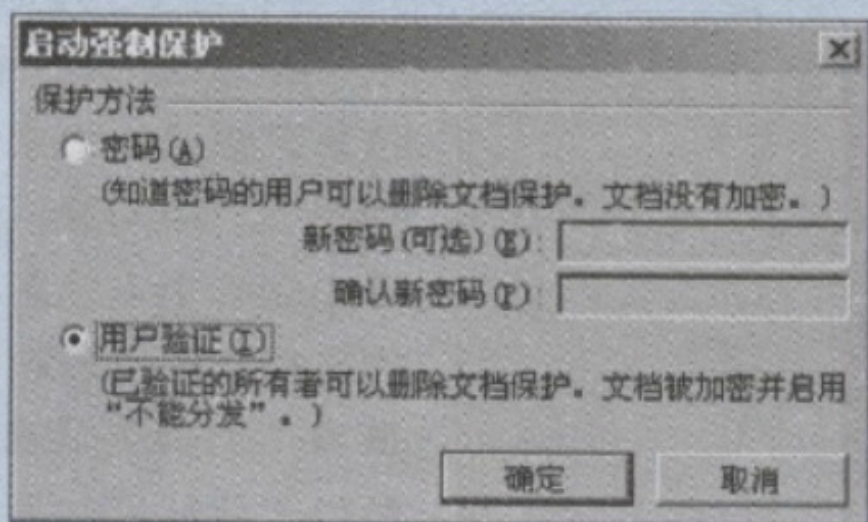 启动强制保护
保护方法
密码(A)
(知道密码的用户可以删除文档保护。文档没有加密。)
新密码(可选)(E):
确认新密码(P):
用户验证(I)
(已验证的所有者可以删除文档保护。文档被加密并启用
“不能分发”。)
确定 取消